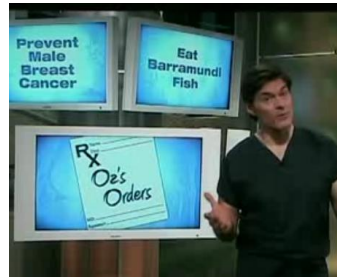 Prevent
Male
Breast
Cancer
Eat
Barramundi
Fish
Rx
Oz's
Orders